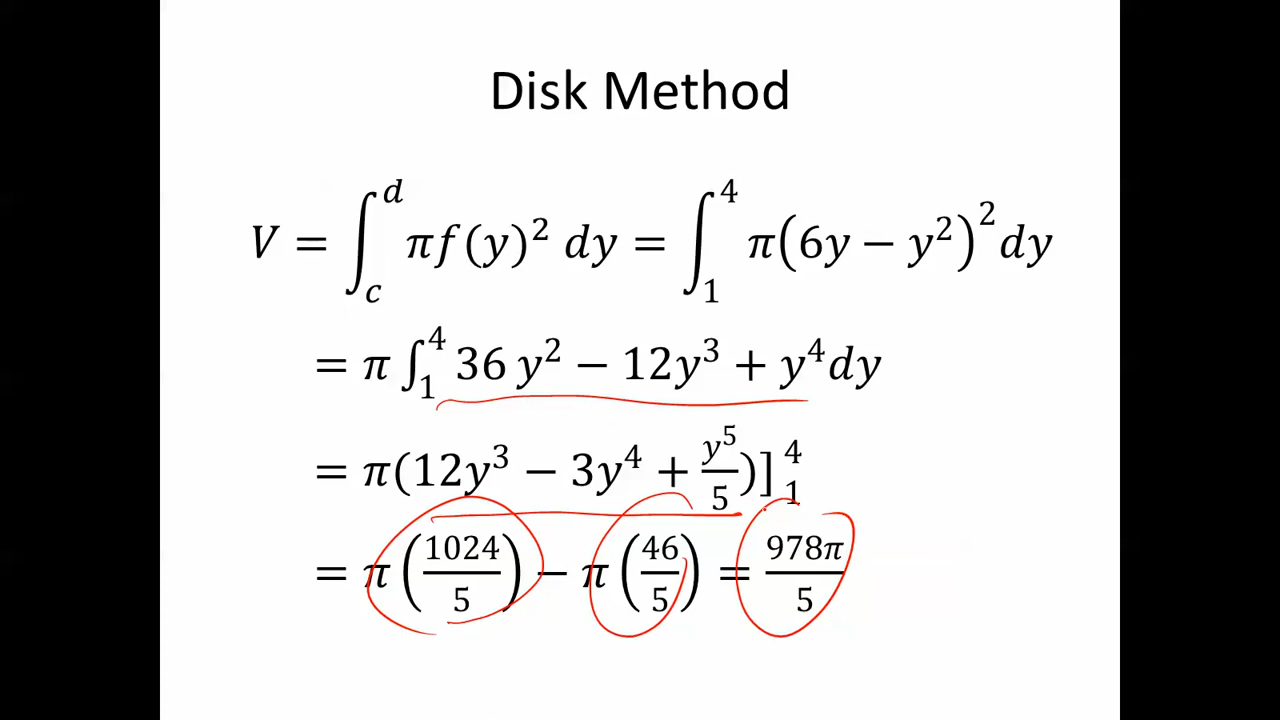 Disk Method
V = ∫_c^d πf(y)² dy = ∫_1^4 π(6y − y²)² dy
= π ∫_1^4 36 y² − 12y³ + y⁴dy
= π(12y³ − 3y⁴ + y⁵/5)]_1^4
= π(1024/5) − π(46/5) = 978π/5